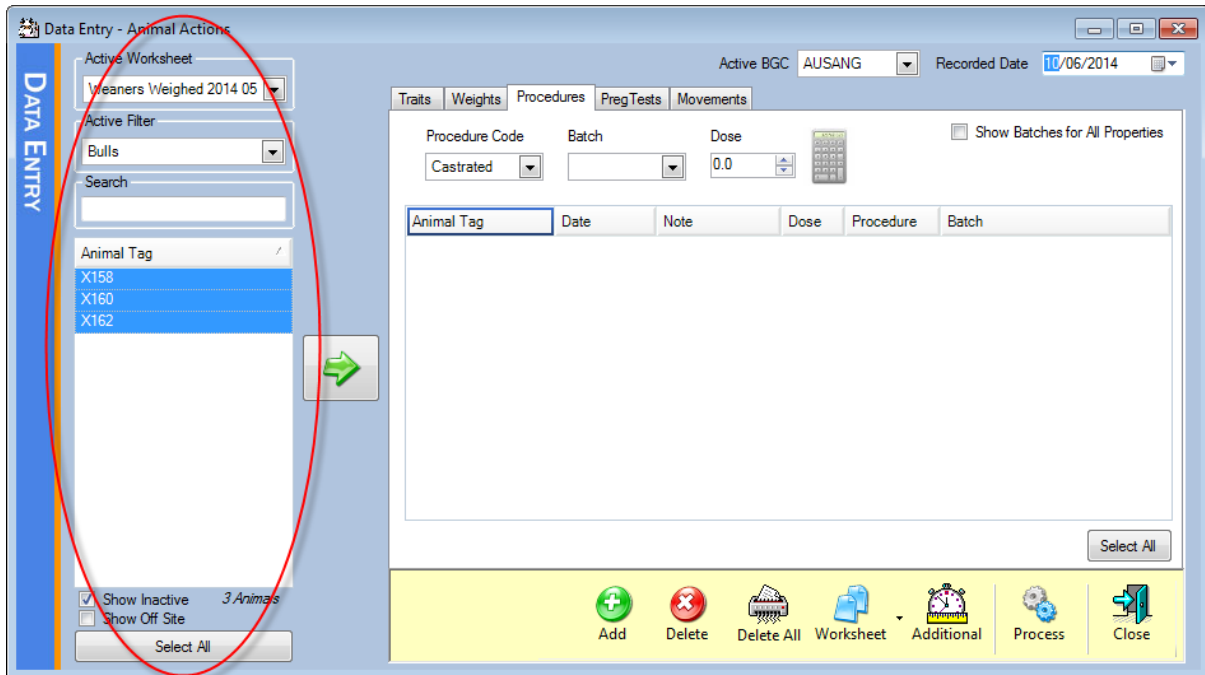 Data Entry - Animal Actions
DATA ENTRY
Active Worksheet
Weaners Weighed 2014 05
Active Filter
Bulls
Search
Animal Tag
X158
X160
X162
Show Inactive 3 Animals
Show Off Site
Select All
Active BGC AUSANG Recorded Date 10/06/2014
Traits Weights Procedures PregTests Movements
Procedure Code Batch Dose Show Batches for All Properties
Castrated 0.0
Animal Tag Date Note Dose Procedure Batch
Select All
Add Delete Delete All Worksheet Additional Process Close